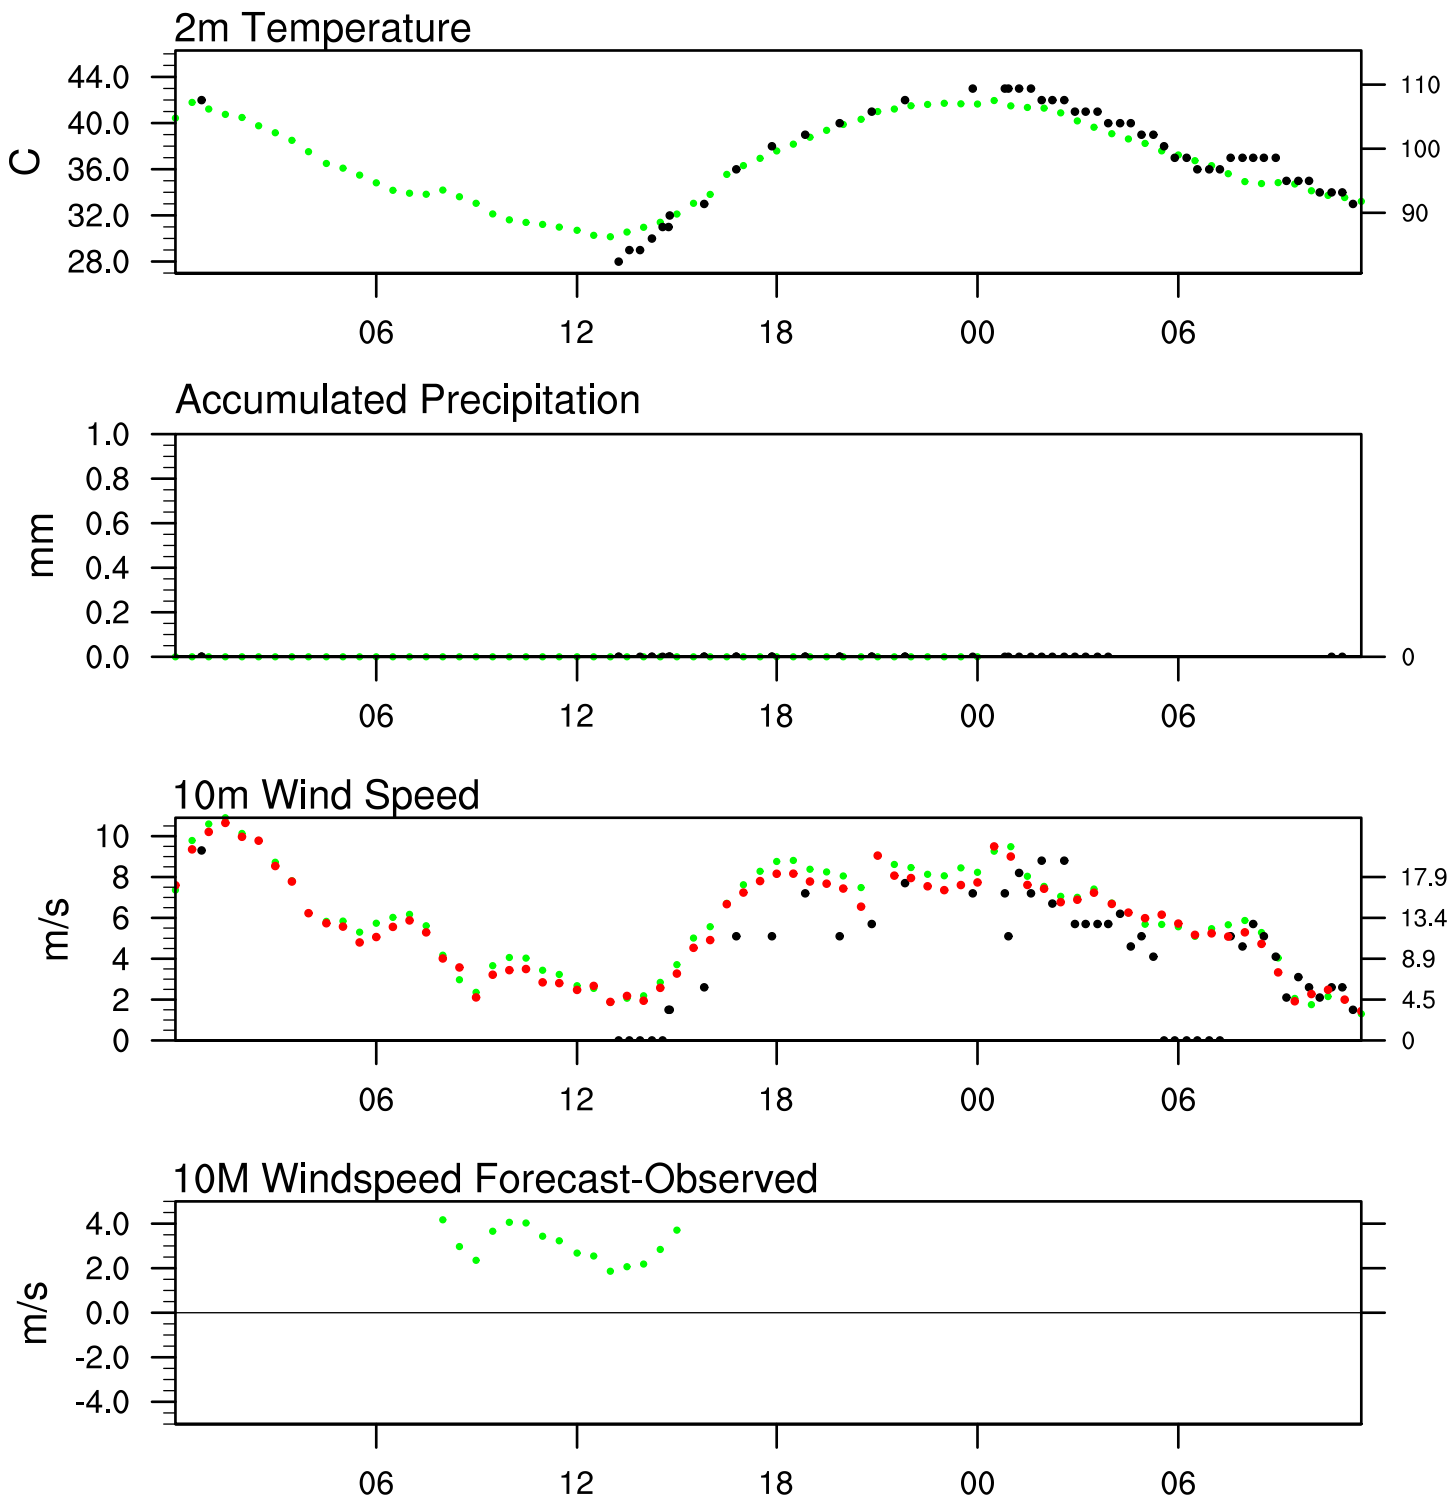 2m Temperature
44.0
40.0
36.0
32.0
28.0
C
110
100
90
06 12 18 00 06
Accumulated Precipitation
1.0
0.8
0.6
0.4
0.2
0.0
mm
0
06 12 18 00 06
10m Wind Speed
10
8
6
4
2
0
m/s
17.9
13.4
8.9
4.5
0
06 12 18 00 06
10M Windspeed Forecast-Observed
4.0
2.0
0.0
-2.0
-4.0
m/s
06 12 18 00 06